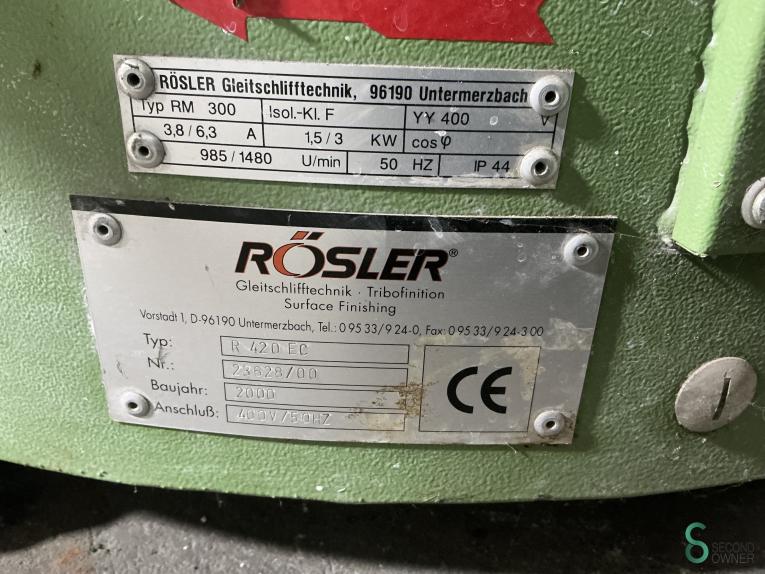 RÖSLER Gleitschlifftechnik, 96190 Untermerzbach
Typ RM 300 Isol.-Kl. F YY 400 V
3,8/6,3 A 1,5/3 KW cos φ
985/1480 U/min 50 HZ IP 44
RÖSLER®
Gleitschlifftechnik · Tribofinition
Surface Finishing
Vorstadt 1, D-96190 Untermerzbach, Tel.: 0 95 33/9 24-0, Fax: 0 95 33/9 24-3 00
Typ: R 420 EC
Nr.: 23828/00
Baujahr: 2000
Anschluß: 400V/50HZ
CE
SECOND
OWNER